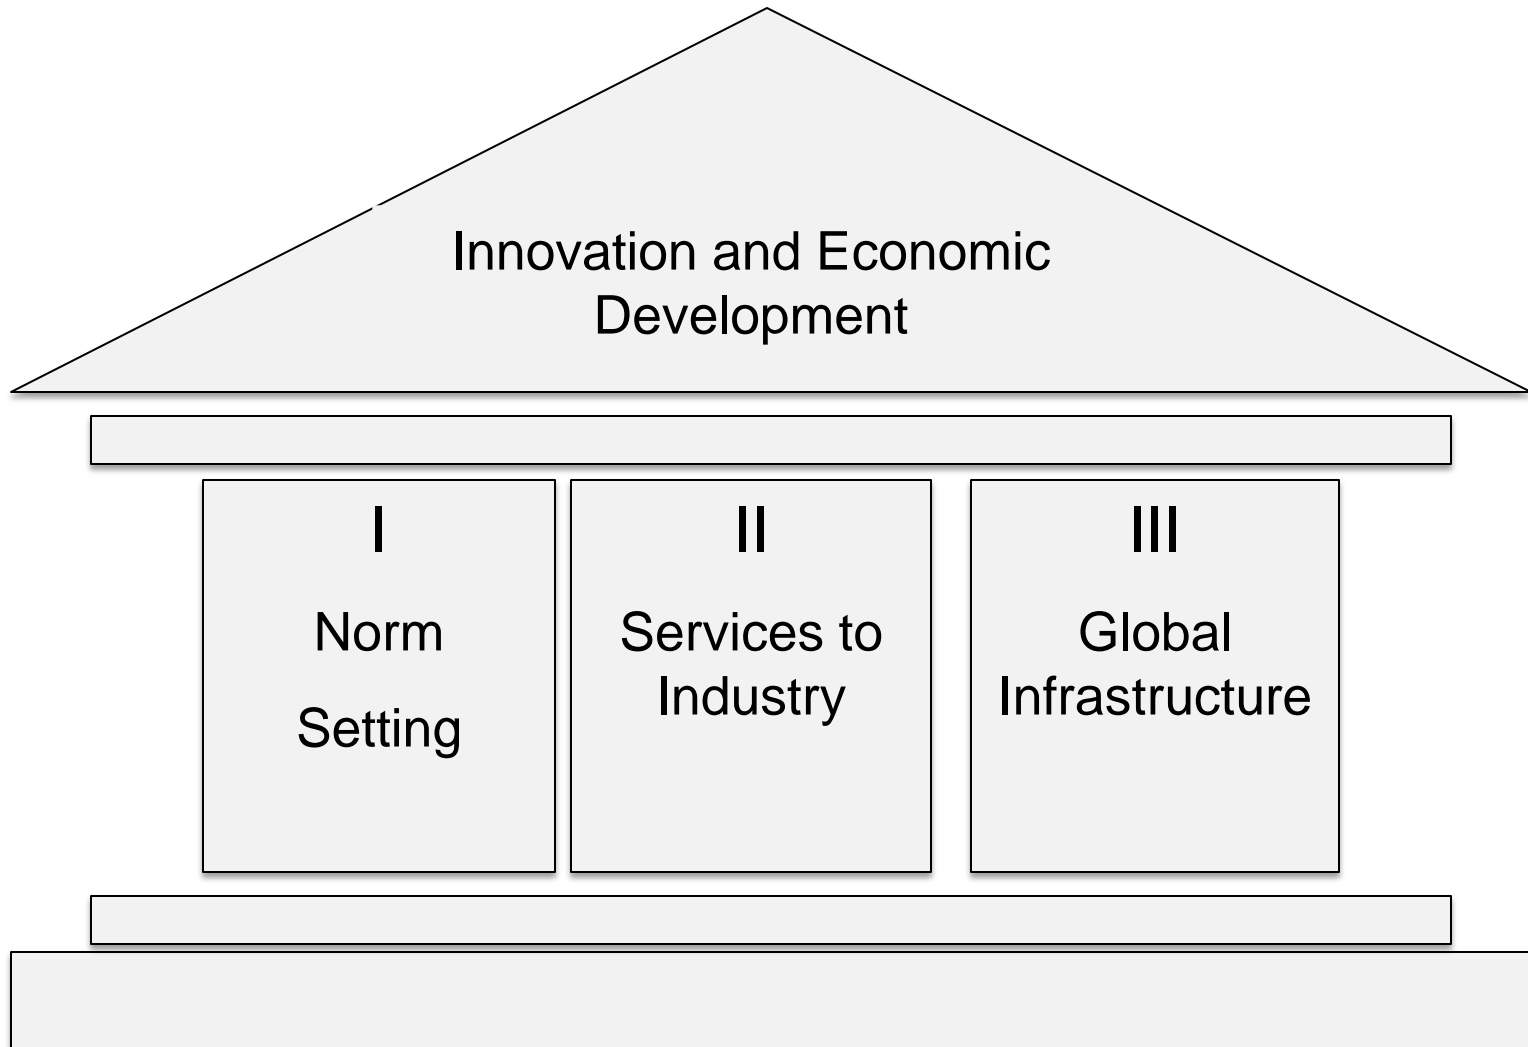 Innovation and Economic
Development
I
Norm
Setting
II
Services to
Industry
III
Global
Infrastructure